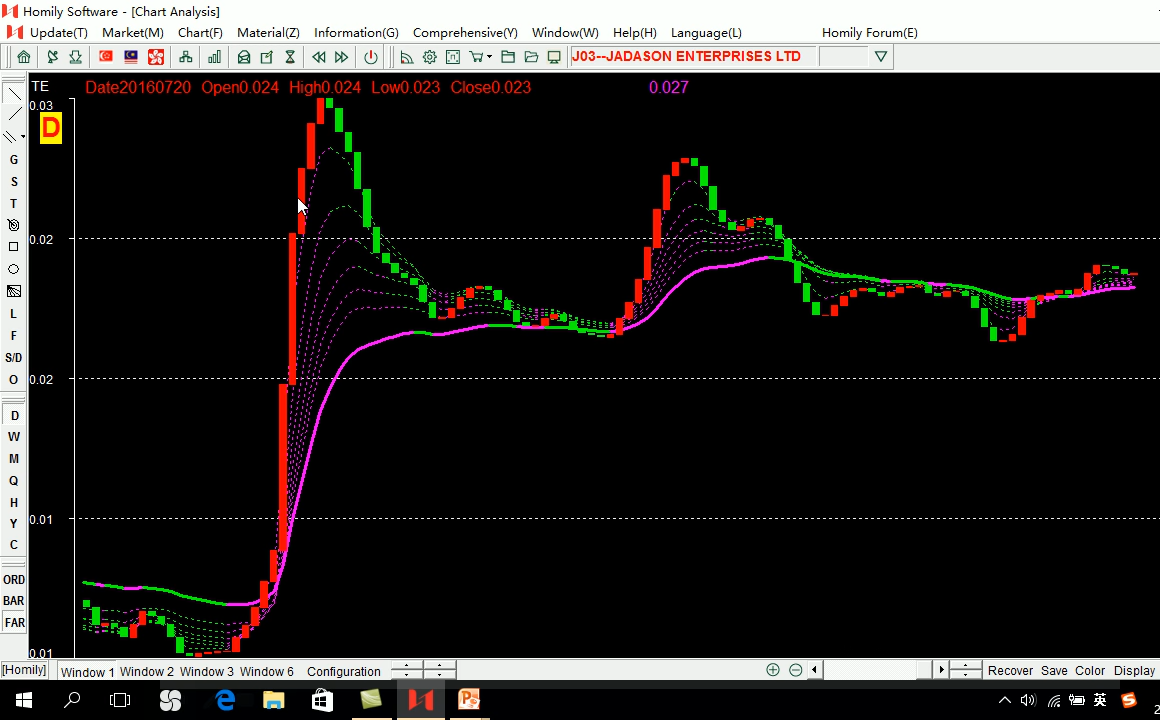 Homily Software - [Chart Analysis]
Update(T) Market(M) Chart(F) Material(Z) Information(G) Comprehensive(Y) Window(W) Help(H) Language(L) Homily Forum(E)
J03--JADASON ENTERPRISES LTD
TE Date20160720 Open0.024 High0.024 Low0.023 Close0.023 0.027
0.03
D
G
S
T
0.02
L
F
S/D
O
0.02
D
W
M
Q
H
0.01
Y
C
ORD
BAR
FAR
0.01
[Homily] Window 1 Window 2 Window 3 Window 6 Configuration Recover Save Color Display
英
2